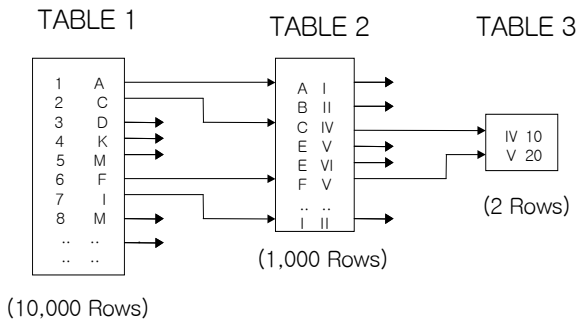 TABLE 1
TABLE 2
TABLE 3
1 A
2 C
3 D
4 K
5 M
6 F
7 I
8 M
.. ..
.. ..
(10,000 Rows)
A I
B II
C IV
E V
E VI
F V
.. ..
I II
(1,000 Rows)
IV 10
V 20
(2 Rows)